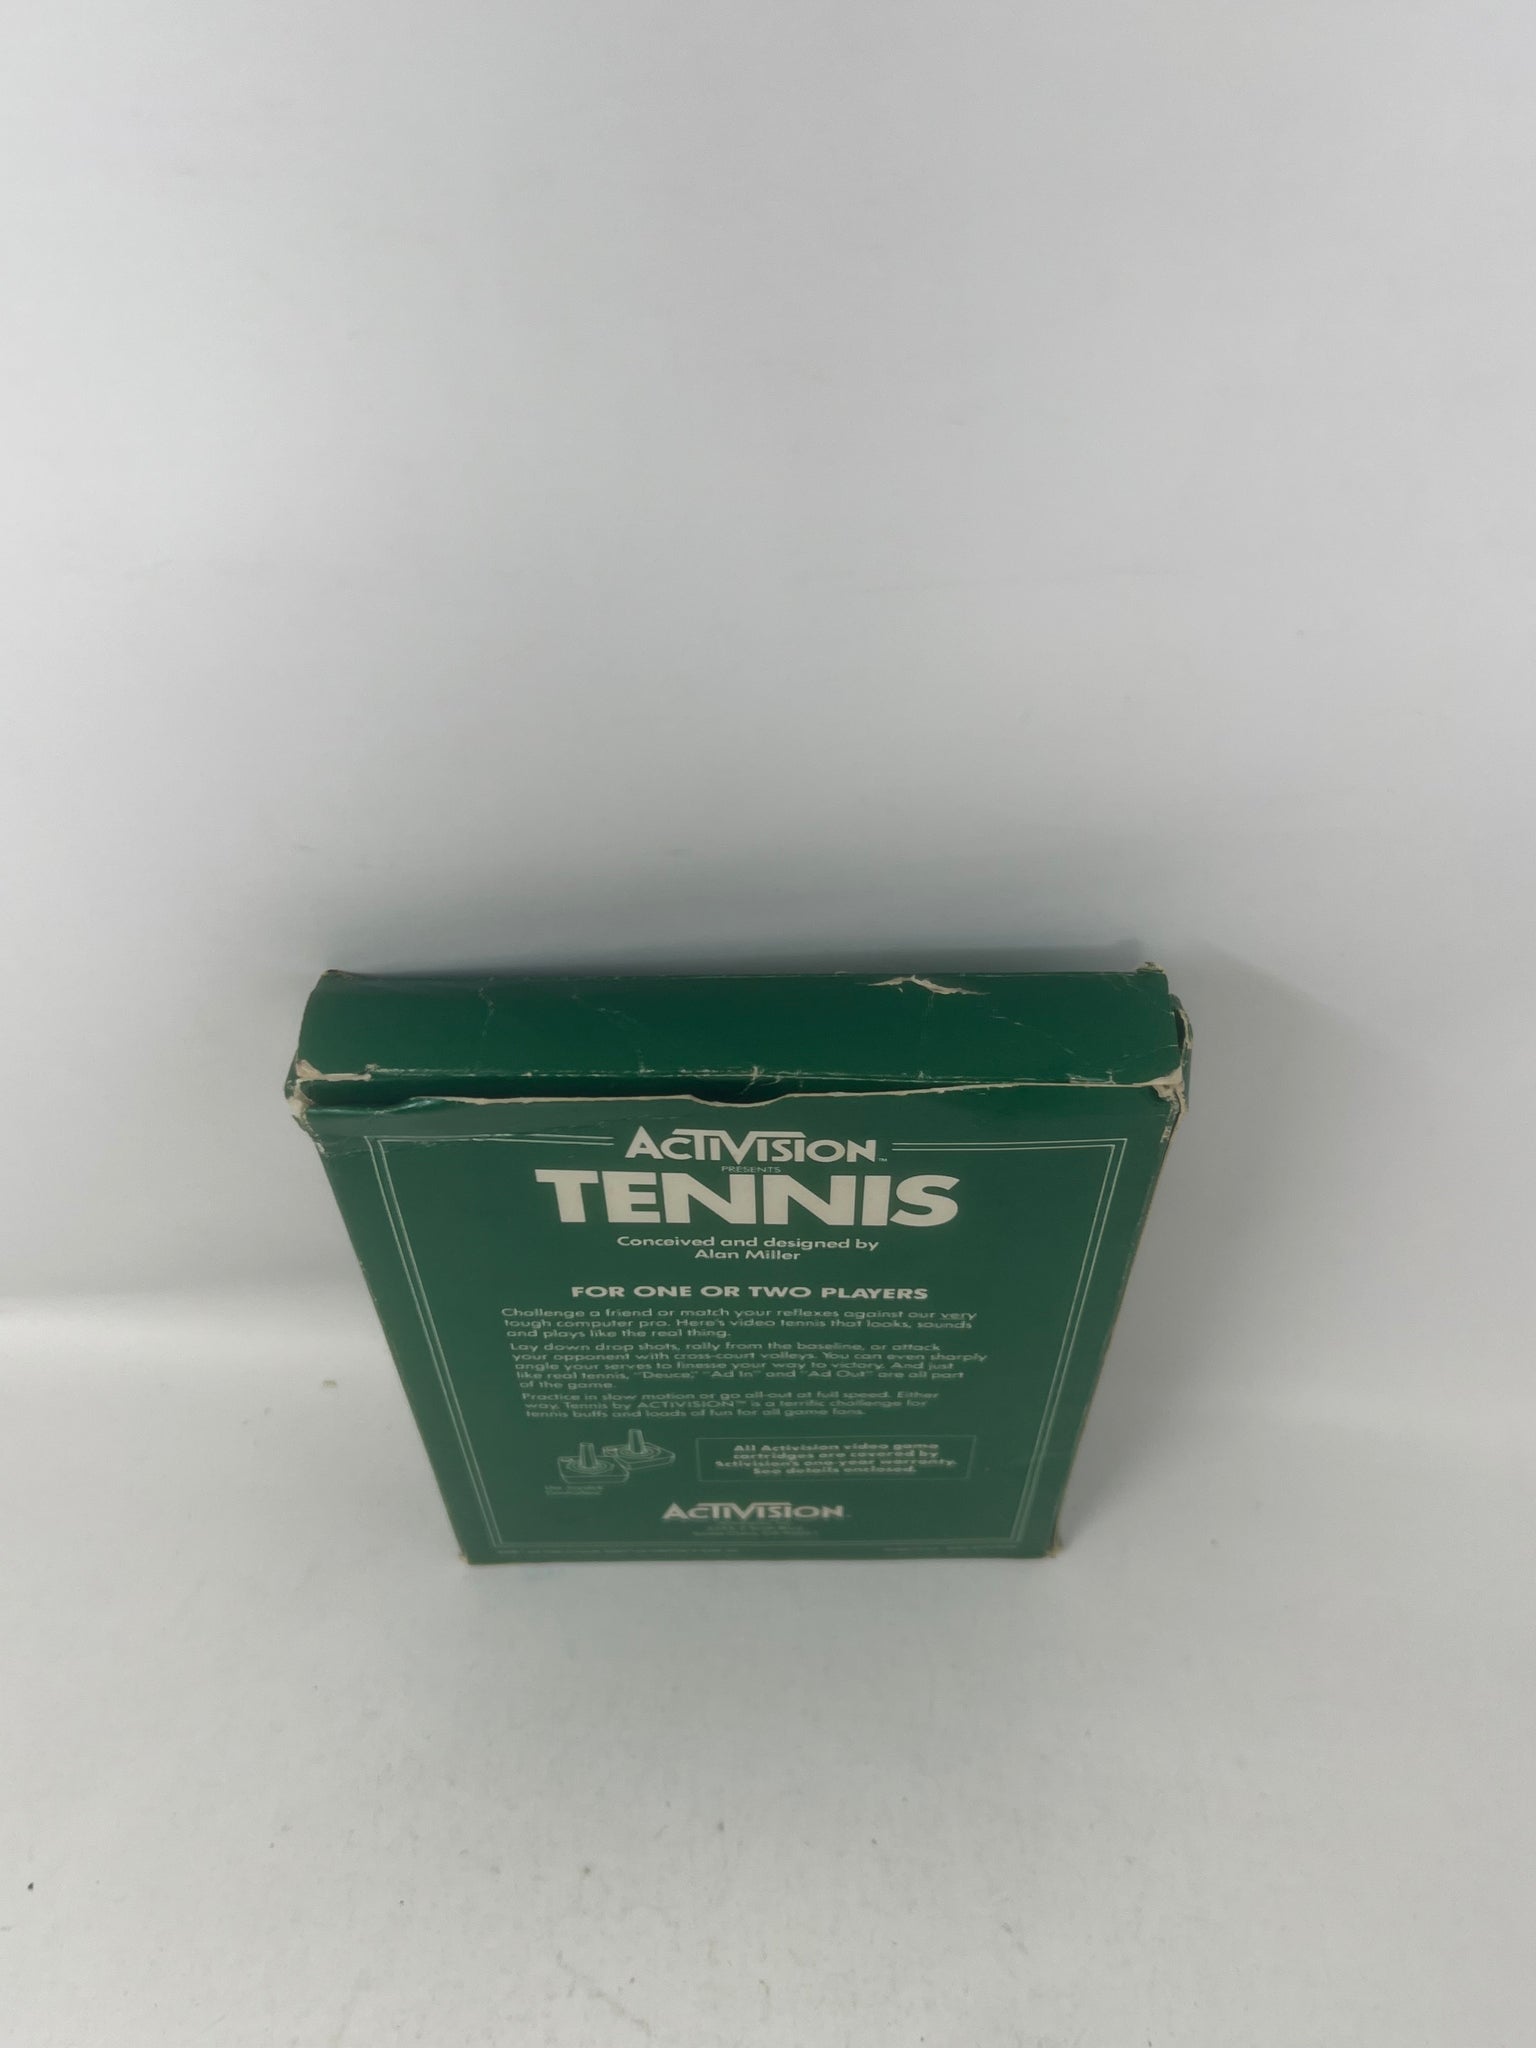 ACTIVISION™
PRESENTS
TENNIS
Conceived and designed by
Alan Miller
FOR ONE OR TWO PLAYERS
Challenge a friend or match your reflexes against our very
tough computer pro. Here's video tennis that looks, sounds
and plays like the real thing.
Lay down drop shots, rally from the baseline, or attack
your opponent with cross-court volleys. You can even sharply
angle your serves to finesse your way to victory. And just
like real tennis, "Deuce," "Ad In" and "Ad Out" are all part
of the game.
Practice in slow motion or go all-out at full speed. Either
way, Tennis by ACTIVISION™ is a terrific challenge for
tennis buffs and loads of fun for all game fans.
All Activision video game
cartridges are covered by
Activision's one-year warranty.
See details enclosed.
Use Joystick
Controllers
ACTIVISION